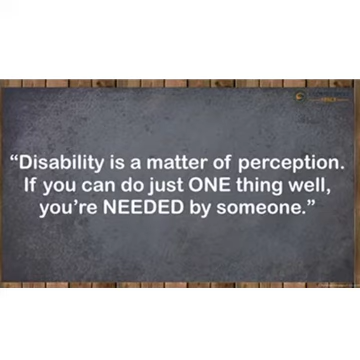 “Disability is a matter of perception.
If you can do just ONE thing well,
you’re NEEDED by someone.”